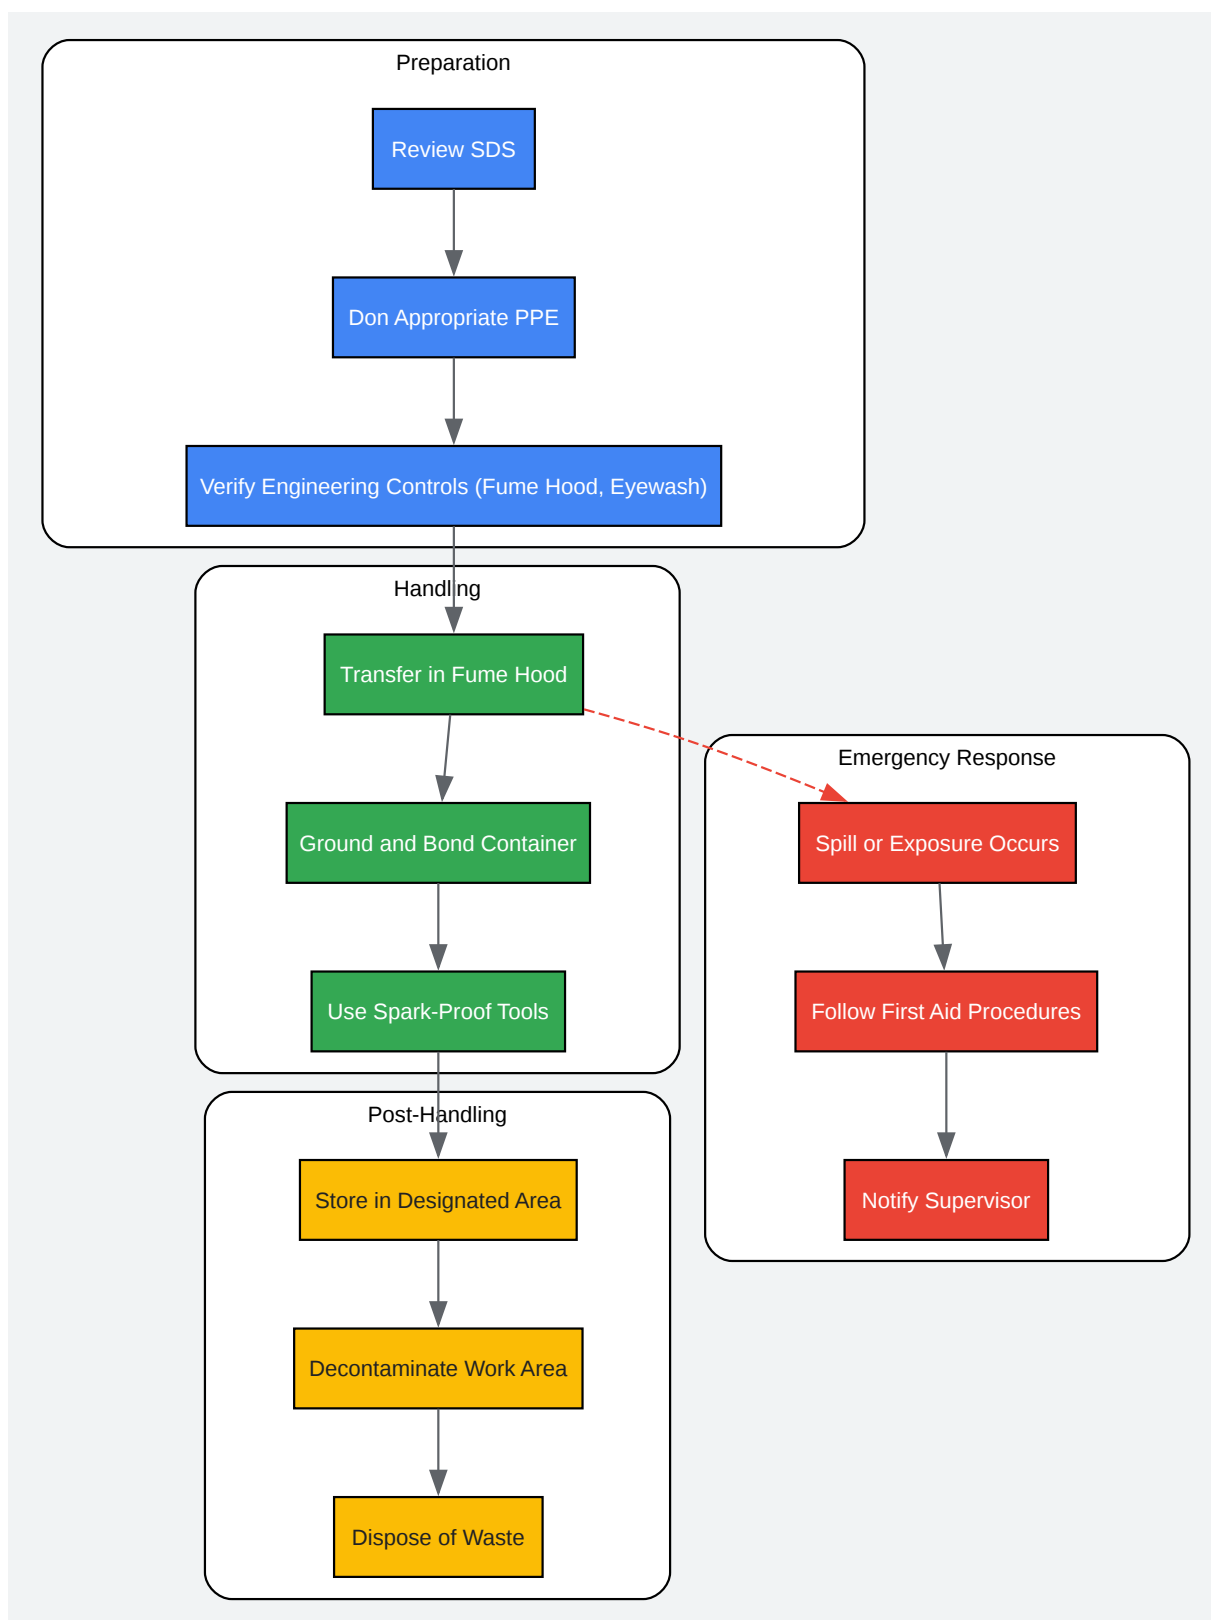 Preparation
Review SDS
Don Appropriate PPE
Verify Engineering Controls (Fume Hood, Eyewash)
Handling
Transfer in Fume Hood
Ground and Bond Container
Use Spark-Proof Tools
Emergency Response
Spill or Exposure Occurs
Follow First Aid Procedures
Notify Supervisor
Post-Handling
Store in Designated Area
Decontaminate Work Area
Dispose of Waste